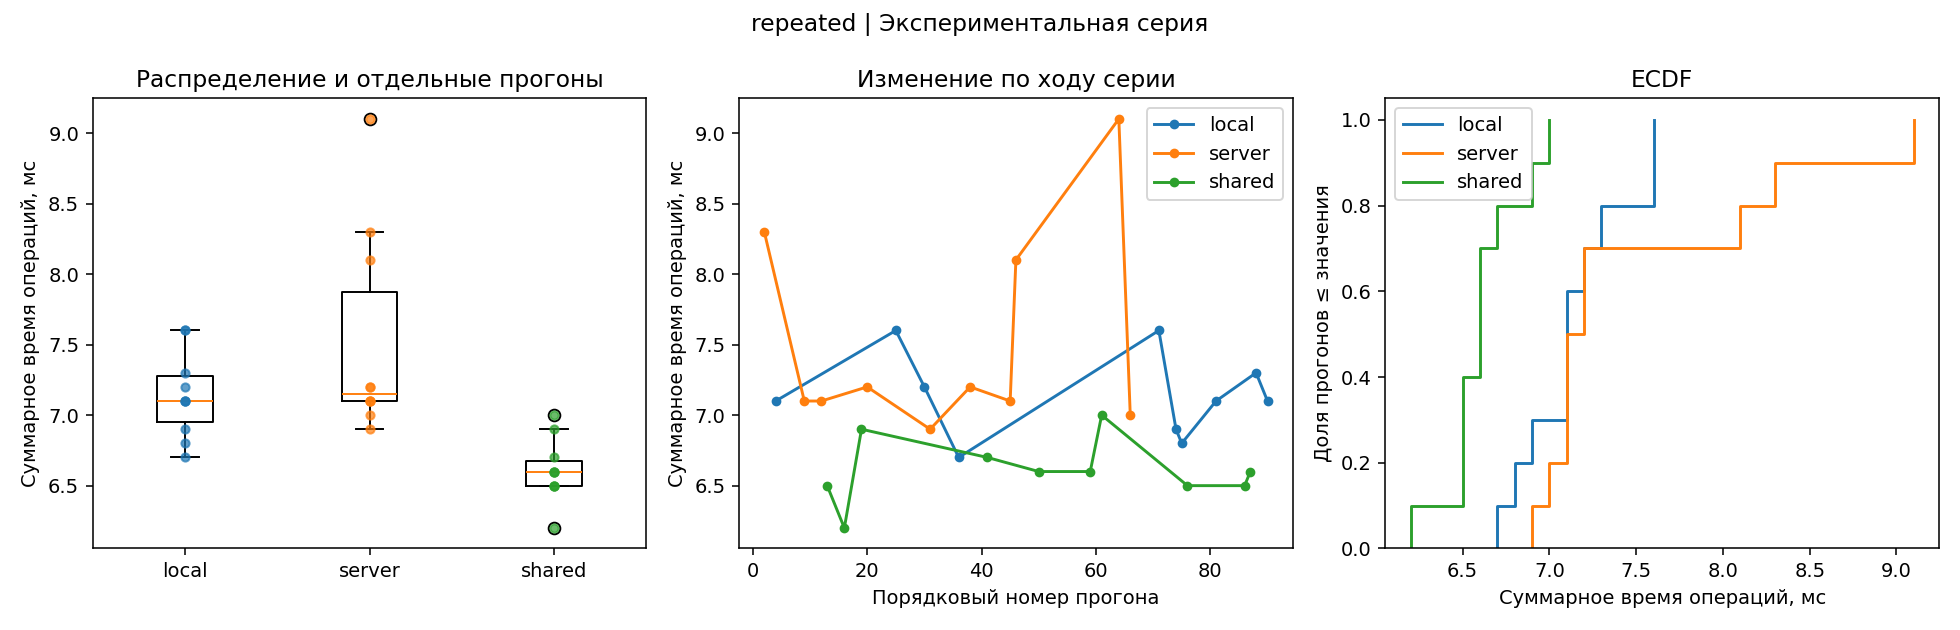 repeated | Экспериментальная серия
Распределение и отдельные прогоны
Суммарное время операций, мс
9.0
8.5
8.0
7.5
7.0
6.5
local
server
shared
Изменение по ходу серии
Суммарное время операций, мс
9.0
8.5
8.0
7.5
7.0
6.5
local
server
shared
0
20
40
60
80
Порядковый номер прогона
ECDF
Доля прогонов ≤ значения
1.0
0.8
0.6
0.4
0.2
0.0
local
server
shared
6.5
7.0
7.5
8.0
8.5
9.0
Суммарное время операций, мс